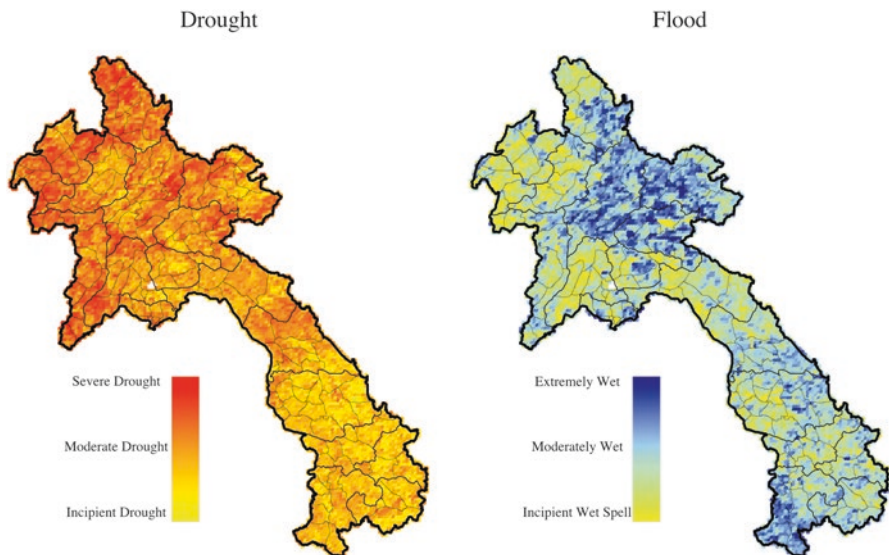 Drought
Flood
Severe Drought
Moderate Drought
Incipient Drought
Extremely Wet
Moderately Wet
Incipient Wet Spell